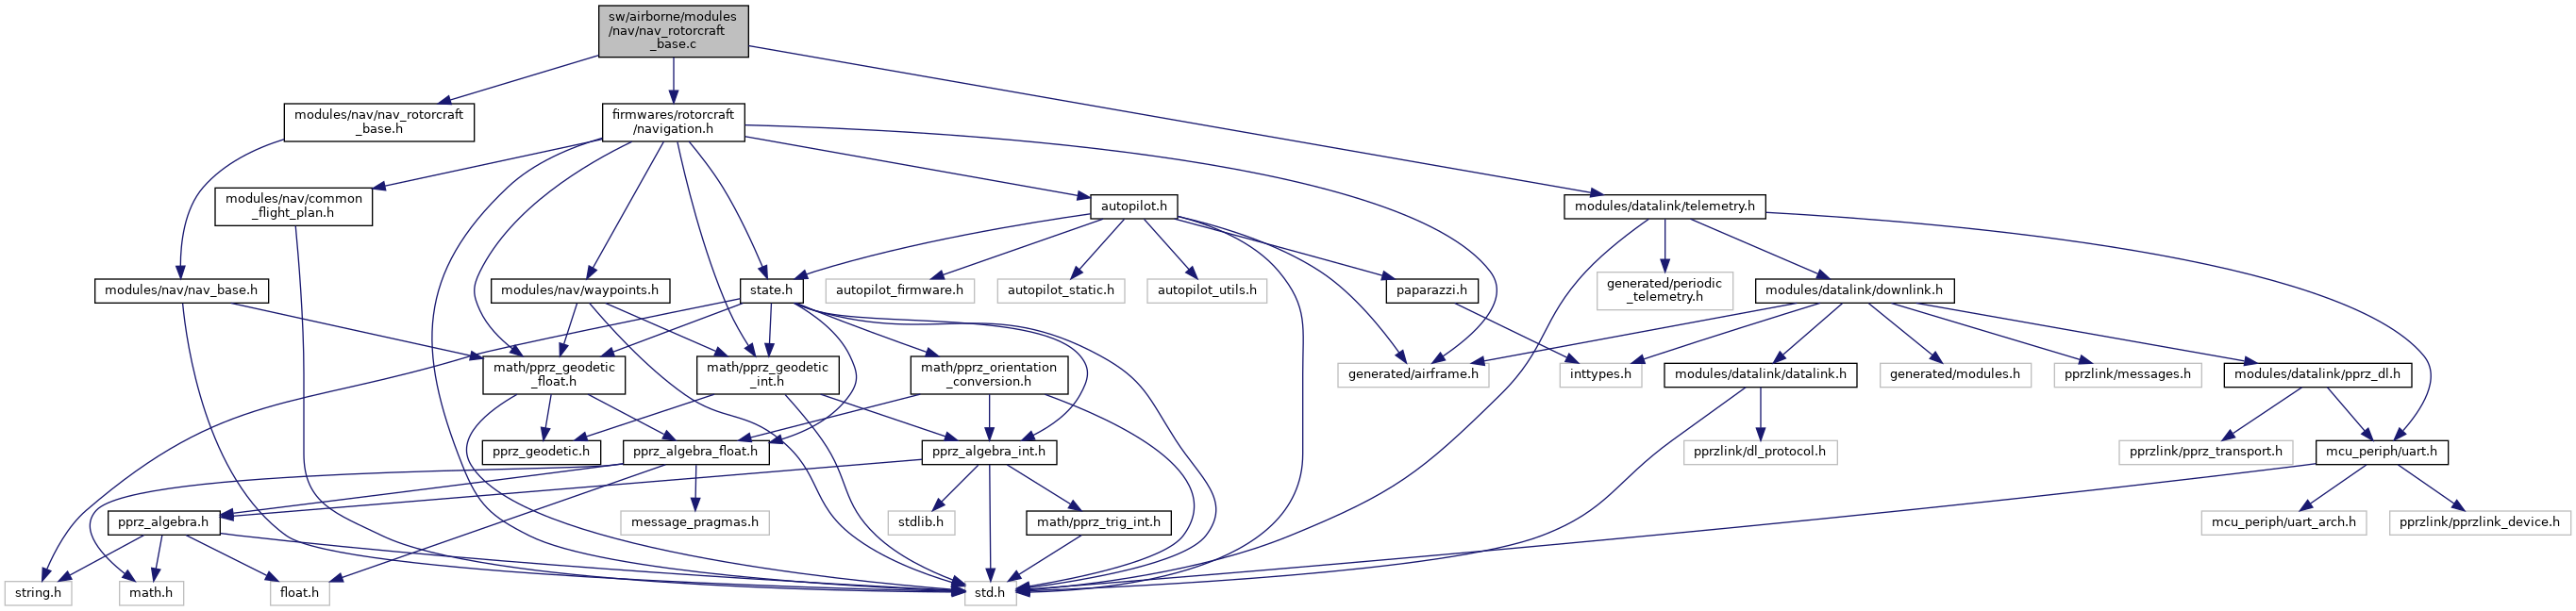 sw/airborne/modules
/nav/nav_rotorcraft
_base.c
modules/nav/nav_rotorcraft
_base.h
firmwares/rotorcraft
/navigation.h
modules/nav/common
_flight_plan.h
autopilot.h
modules/datalink/telemetry.h
modules/nav/nav_base.h
modules/nav/waypoints.h
state.h
autopilot_firmware.h
autopilot_static.h
autopilot_utils.h
paparazzi.h
generated/periodic
_telemetry.h
modules/datalink/downlink.h
math/pprz_geodetic
_float.h
math/pprz_geodetic
_int.h
math/pprz_orientation
_conversion.h
generated/airframe.h
inttypes.h
modules/datalink/datalink.h
generated/modules.h
pprzlink/messages.h
modules/datalink/pprz_dl.h
pprz_geodetic.h
pprz_algebra_float.h
pprz_algebra_int.h
pprzlink/dl_protocol.h
pprzlink/pprz_transport.h
mcu_periph/uart.h
pprz_algebra.h
message_pragmas.h
stdlib.h
math/pprz_trig_int.h
mcu_periph/uart_arch.h
pprzlink/pprzlink_device.h
string.h
math.h
float.h
std.h